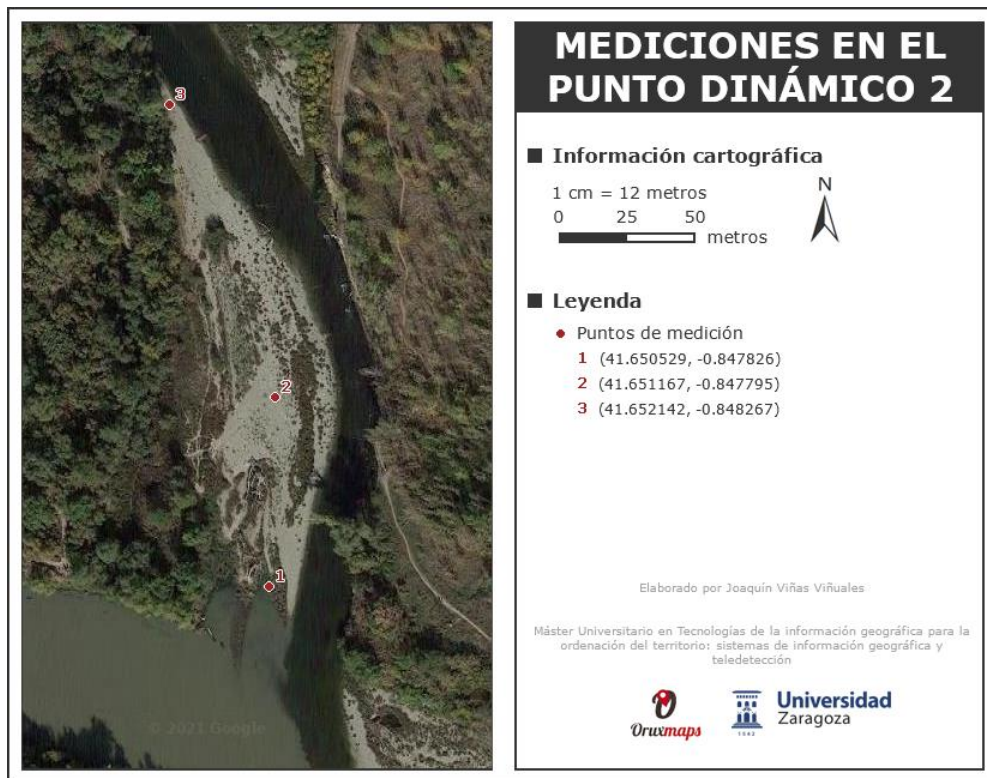 3
2
1
© 2021 Google
MEDICIONES EN EL
PUNTO DINÁMICO 2
Información cartográfica
1 cm = 12 metros
0 25 50
metros
N
Leyenda
Puntos de medición
1 (41.650529, -0.847826)
2 (41.651167, -0.847795)
3 (41.652142, -0.848267)
Elaborado por Joaquín Viñas Viñuales
Máster Universitario en Tecnologías de la información geográfica para la
ordenación del territorio: sistemas de información geográfica y
teledetección
Oruxmaps
Universidad
Zaragoza
1542